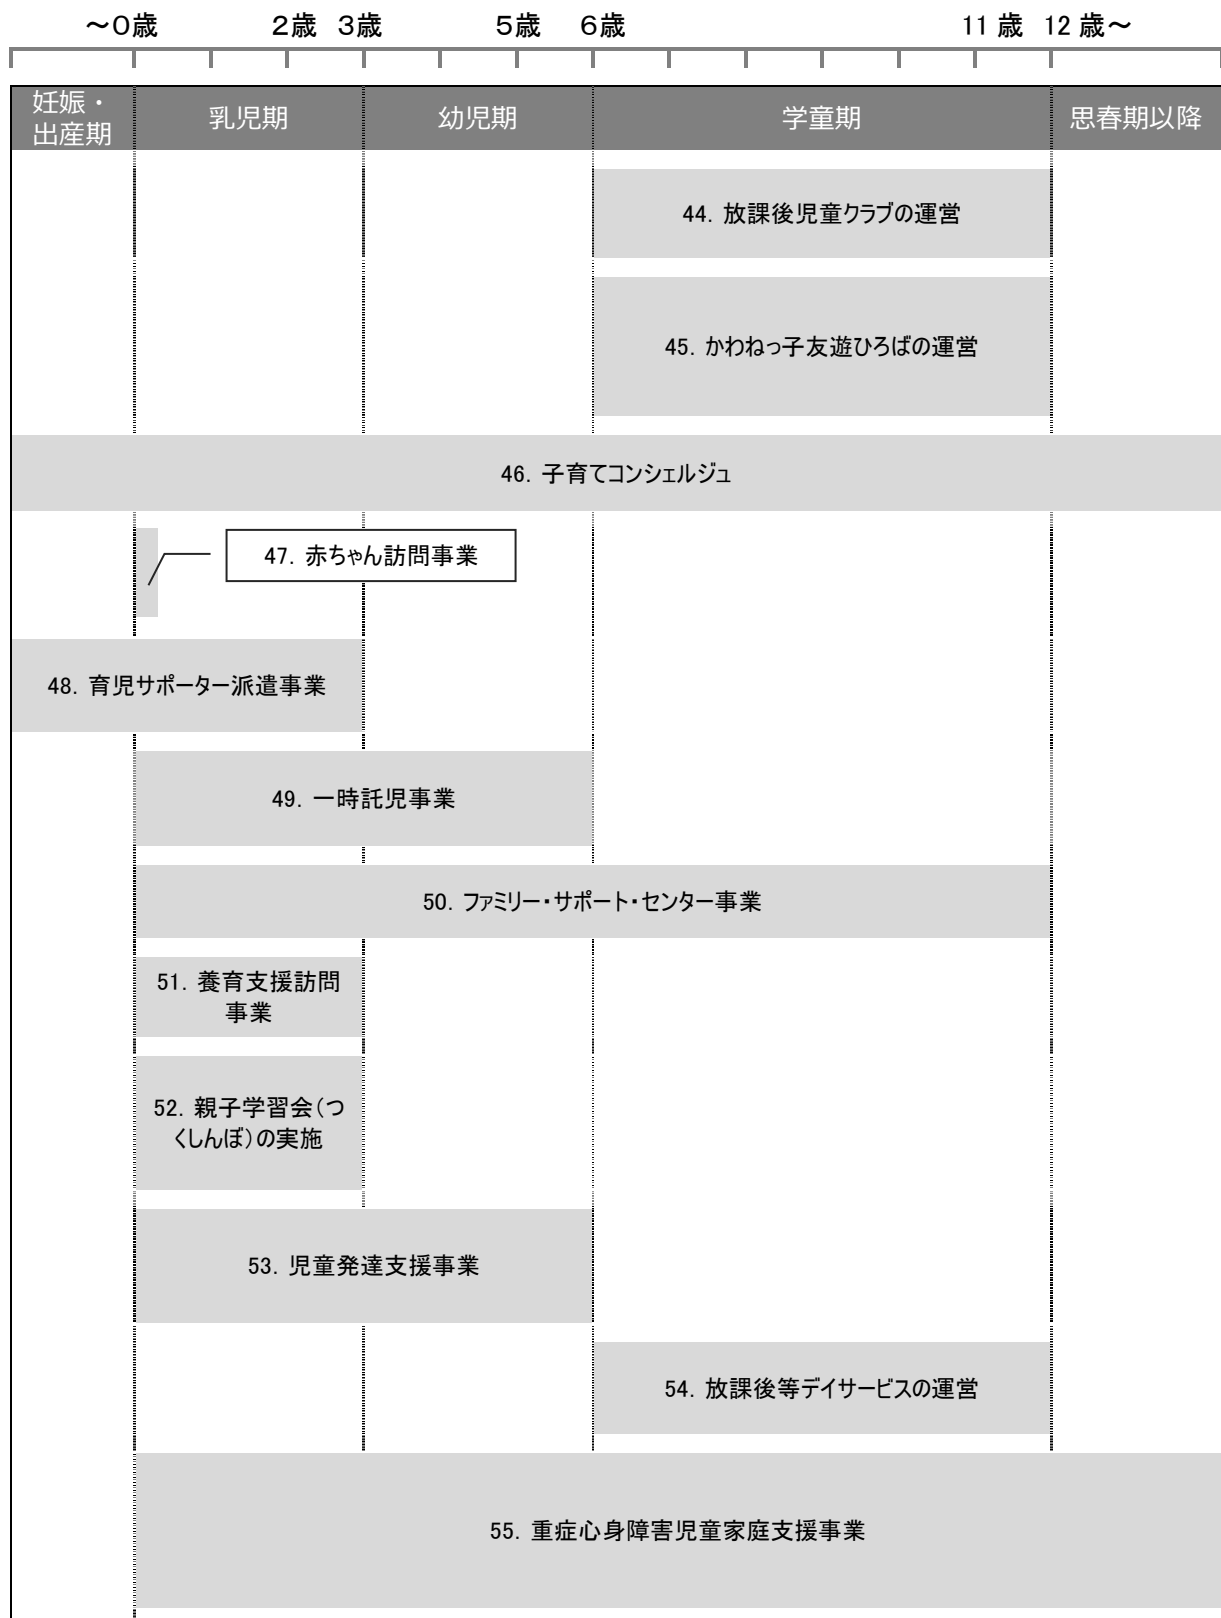 ～０歳 ２歳 ３歳 ５歳 ６歳 11 歳 12 歳～
妊娠・
出産期
乳児期
幼児期
学童期
思春期以降
44. 放課後児童クラブの運営
45. かわねっ子友遊ひろばの運営
46. 子育てコンシェルジュ
47. 赤ちゃん訪問事業
48. 育児サポーター派遣事業
49. 一時託児事業
50. ファミリー・サポート・センター事業
51. 養育支援訪問
事業
52. 親子学習会（つ
くしんぼ）の実施
53. 児童発達支援事業
54. 放課後等デイサービスの運営
55. 重症心身障害児童家庭支援事業